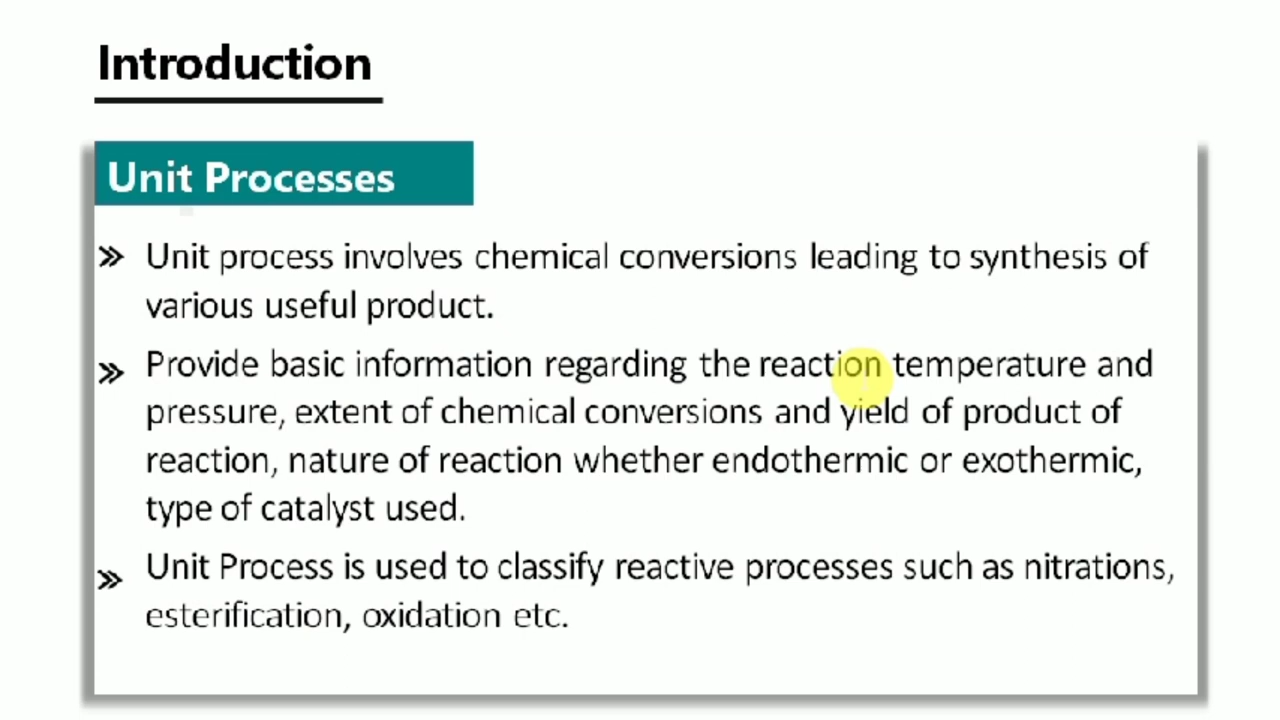 Introduction
Unit Processes
» Unit process involves chemical conversions leading to synthesis of
various useful product.
» Provide basic information regarding the reaction temperature and
pressure, extent of chemical conversions and yield of product of
reaction, nature of reaction whether endothermic or exothermic,
type of catalyst used.
» Unit Process is used to classify reactive processes such as nitrations,
esterification, oxidation etc.